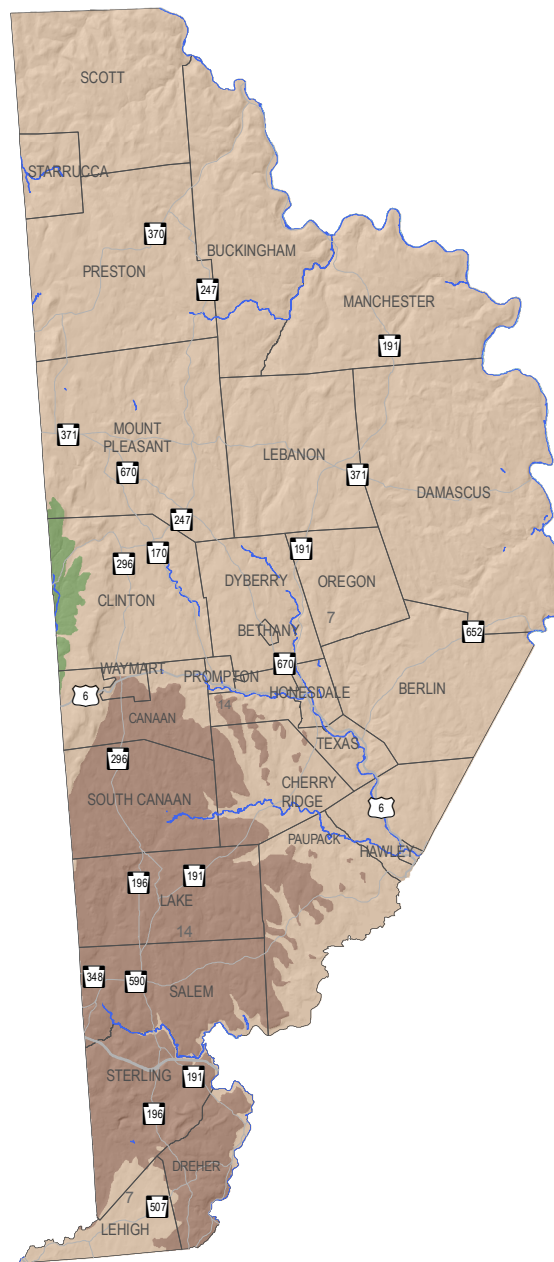 SCOTT
STARRUCCA
370
BUCKINGHAM
PRESTON
247
MANCHESTER
191
MOUNT
PLEASANT
371
LEBANON
670
371
DAMASCUS
247
191
170
296
DYBERRY
OREGON
CLINTON
7
BETHANY
652
670
WAYMART
PROMPTON
HONESDALE
BERLIN
6
14
CANAAN
TEXAS
296
CHERRY
RIDGE
SOUTH CANAAN
6
PAUPACK
HAWLEY
191
196
LAKE
14
348
590
SALEM
STERLING
191
196
DREHER
7
507
LEHIGH